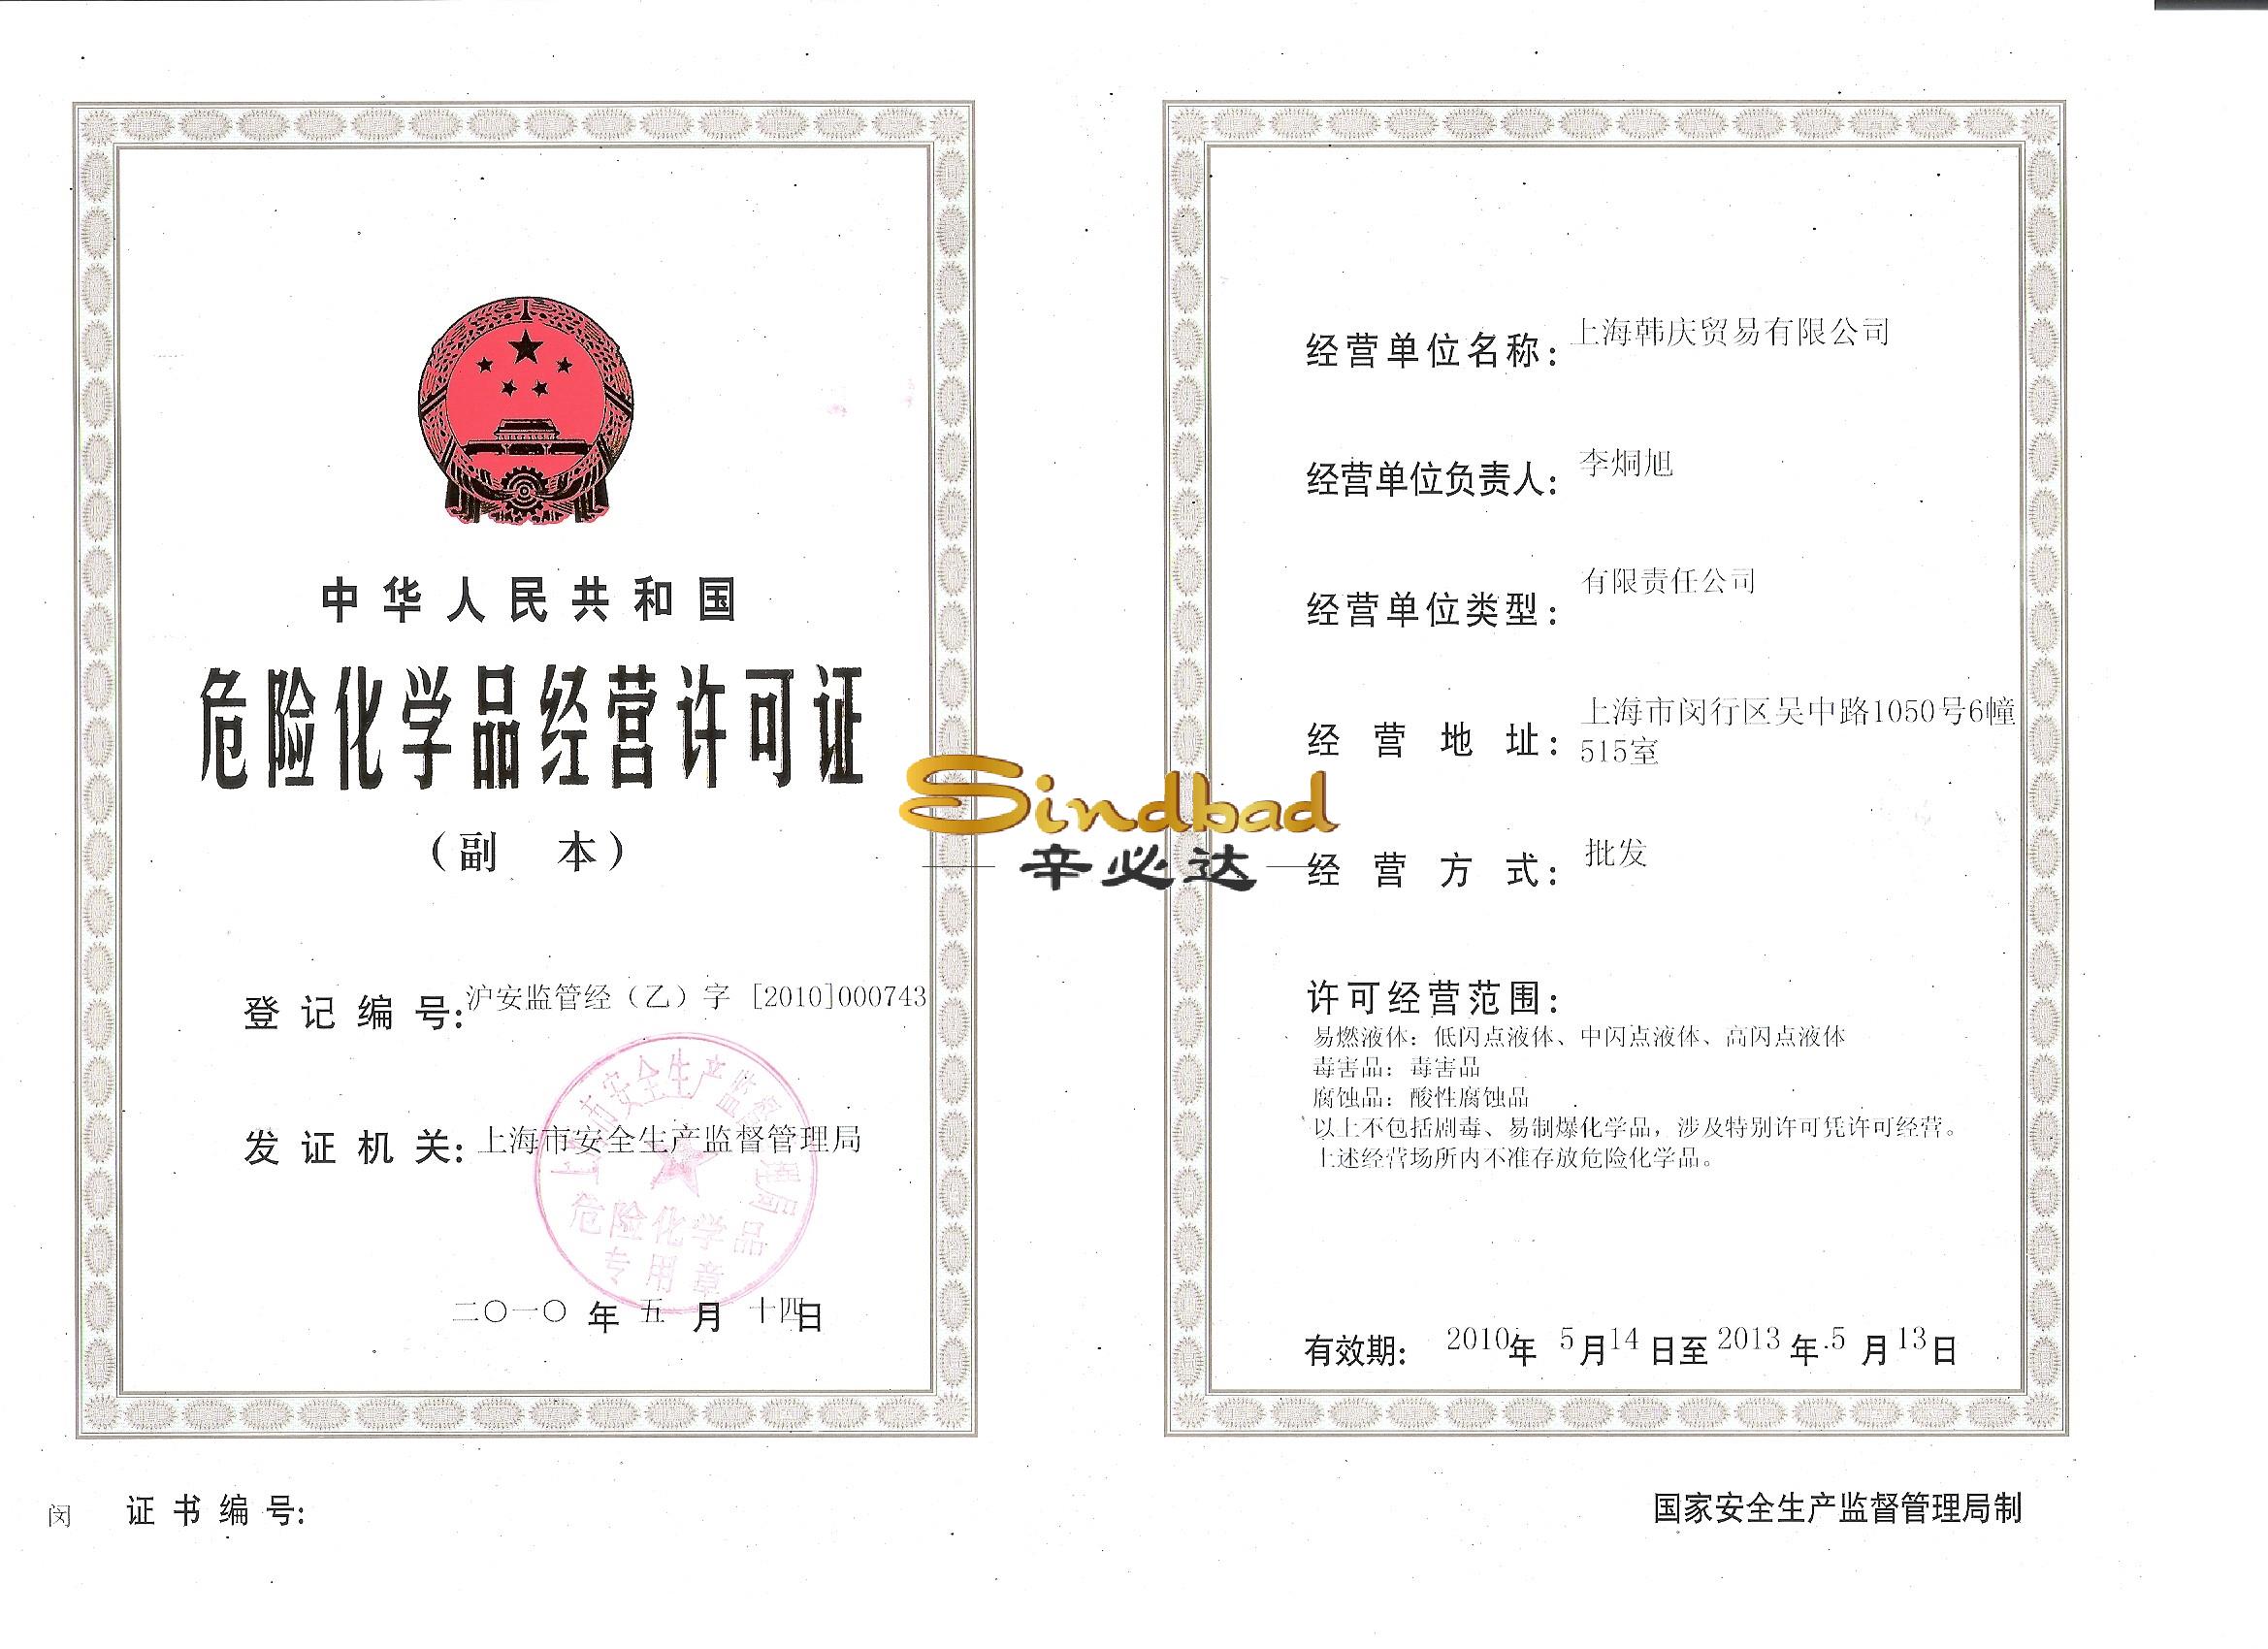 中华人民共和国
危险化学品经营许可证
（副 本）
登记编号:沪安监管经（乙）字 [2010]000743
发证机关:上海市安全生产监督管理局
上海市安全生产监督管理局
危险化学品
专用章
二〇一〇年五月十四日
闵 证书编号:
Sindbad
辛必达
经营单位名称:上海韩庆贸易有限公司
经营单位负责人:李炯旭
经营单位类型:有限责任公司
经营地址:上海市闵行区吴中路1050号6幢
515室
经营方式:批发
许可经营范围:
易燃液体：低闪点液体、中闪点液体、高闪点液体
毒害品：毒害品
腐蚀品：酸性腐蚀品
以上不包括剧毒、易制爆化学品，涉及特别许可凭许可经营。
上述经营场所内不准存放危险化学品。
有效期: 2010年 5月14日至2013年5月13日
国家安全生产监督管理局制